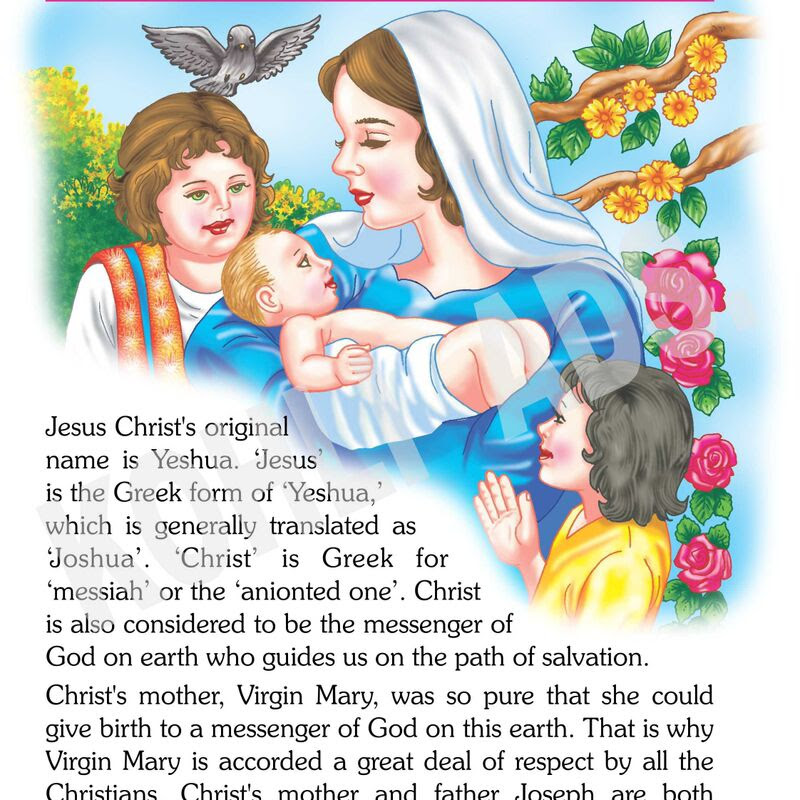 Jesus Christ's original
name is Yeshua. ‘Jesus’
is the Greek form of ‘Yeshua,’
which is generally translated as
‘Joshua’. ‘Christ’ is Greek for
‘messiah’ or the ‘anionted one’. Christ
is also considered to be the messenger of
God on earth who guides us on the path of salvation.
Christ's mother, Virgin Mary, was so pure that she could
give birth to a messenger of God on this earth. That is why
Virgin Mary is accorded a great deal of respect by all the
Christians. Christ's mother and father Joseph are both